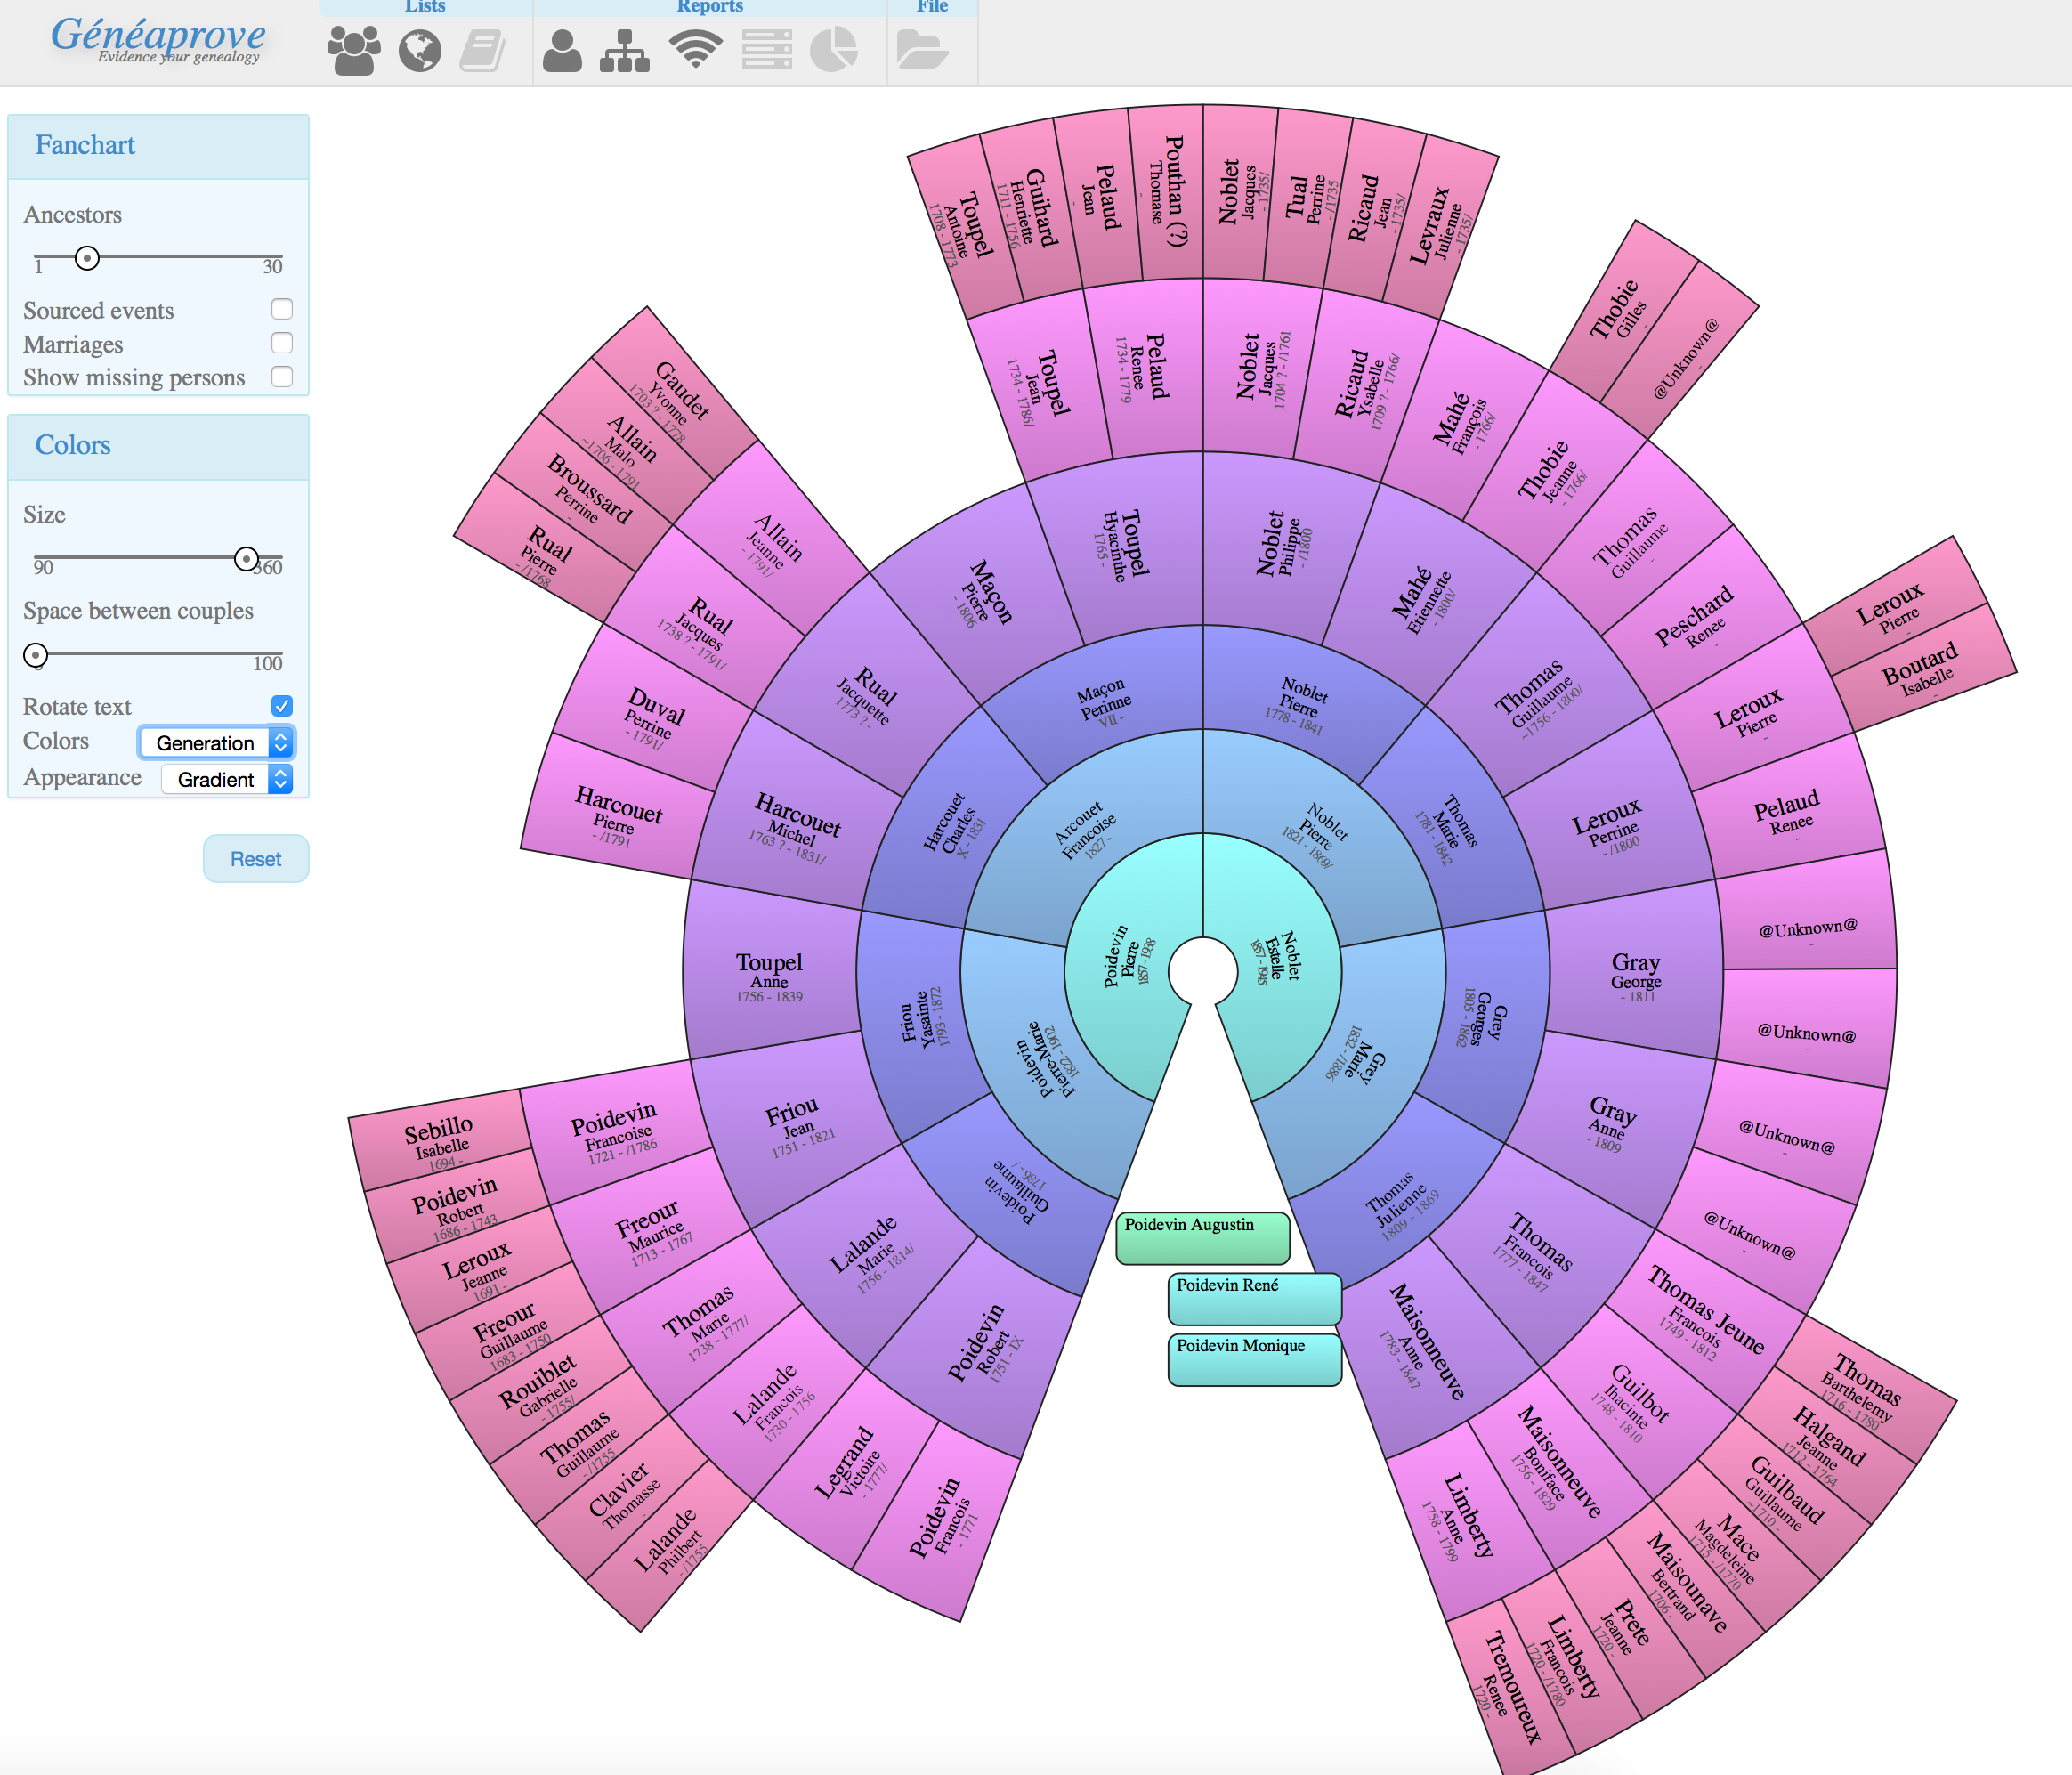 Généaprove
Evidence your genealogy
Lists
Reports
File
Fanchart
Ancestors
1
30
Sourced events
Marriages
Show missing persons
Colors
Size
90
360
Space between couples
100
Rotate text
Colors
Generation
Appearance
Gradient
Reset
Poidevin
Pierre
1857 - 1938
Noblet
Estelle
1857 - 1945
Poidevin
Pierre-Marie
1822 - 1902
Arcouet
Francoise
1827 -
Noblet
Pierre
1821 - 1869/
Grey
Marie
1832 - /1886
Poidevin
Guillaume
1786 - /
Friou
Yasainte
1793 - 1872
Harcouet
Charles
X - 1831
Maçon
Perinne
VII -
Noblet
Pierre
1778 - 1841
Thomas
Marie
1781 - 1842
Grey
Georges
1805 - 1862
Thomas
Julienne
1809 - 1869
Poidevin
Robert
1751 - IX
Lalande
Marie
1756 - 1814/
Friou
Jean
1751 - 1821
Toupel
Anne
1756 - 1839
Harcouet
Michel
1763 ? - 1831/
Rual
Jacquette
1773 ? -
Maçon
Pierre
- 1806
Toupel
Hyacinthe
1765 -
Noblet
Philippe
- /1800
Mahé
Etiennette
- 1800/
Thomas
Guillaume
~1756 - 1800/
Leroux
Perrine
- /1800
Gray
George
- 1811
Gray
Anne
- 1809
Thomas
Francois
1777 - 1847
Maisonneuve
Anne
1783 - 1847
Poidevin
Francois
- 1771
Legrand
Victoire
- 1777/
Lalande
Francois
1730 - 1756
Thomas
Marie
1738 - 1777/
Freour
Maurice
1713 - 1767
Poidevin
Francoise
1721 - /1786
Harcouet
Pierre
- /1791
Duval
Perrine
- 1791/
Rual
Jacques
1738 ? - 1791/
Allain
Jeanne
- 1791/
Toupel
Jean
1734 - 1786/
Pelaud
Renee
1734 - 1779
Noblet
Jacques
1704 ? - /1761
Ricaud
Ysabelle
1709 ? - 1766/
Mahé
François
- 1766/
Thobie
Jeanne
- 1766/
Thomas
Guillaume
-
Peschard
Renee
-
Leroux
Pierre
-
Pelaud
Renee
-
@Unknown@
-
@Unknown@
-
@Unknown@
-
@Unknown@
-
Thomas Jeune
Francois
1749 - 1812
Guilbot
Ihacinte
1748 - 1810
Maisonneuve
Boniface
1756 - 1829
Limberty
Anne
1758 - 1799
Lalande
Philbert
- /1755
Clavier
Thomasse
-
Thomas
Guillaume
- /1755
Rouiblet
Gabrielle
- 1755/
Freour
Guillaume
1683 - 1750
Leroux
Jeanne
1691 -
Poidevin
Robert
1686 - 1743
Sebillo
Isabelle
1694 -
Rual
Pierre
- /1768
Broussard
Perrine
-
Allain
Malo
~1706 - 1791
Gaudet
Yvonne
1703 ? - 1778
Toupel
Antoine
1708 - 1773
Guihard
Henriette
1711 - 1756
Pelaud
Jean
-
Pouthan (?)
Thomase
-
Noblet
Jacques
- 1735/
Tual
Perrine
- /1735
Ricaud
Jean
- 1735/
Levraux
Julienne
- 1735/
Thobie
Gilles
-
@Unknown@
-
Leroux
Pierre
-
Boutard
Isabelle
-
Thomas
Barthelemy
1716 - 1780
Halgand
Jeanne
1712 - 1764
Guilbaud
Guillaume
~1710 -
Mace
Magdeleine
1715 - /1770
Maisounave
Bertrand
1706 -
Prete
Jeanne
1720 -
Limberty
Francois
1720 - /1780
Tremoureux
Renee
1720 -
Poidevin Augustin
Poidevin René
Poidevin Monique